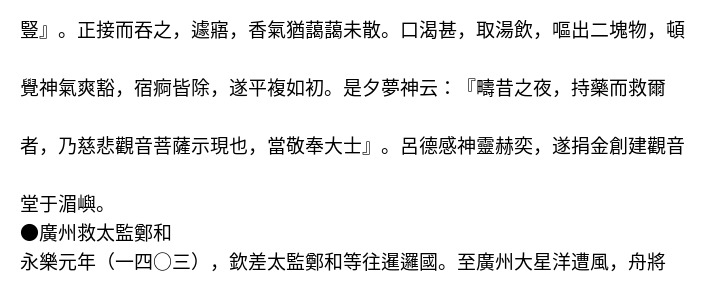 豎』。正接而吞之，遽寤，香氣猶藹藹未散。口渴甚，取湯飲，嘔出二塊物，頓
覺神氣爽豁，宿痾皆除，遂平複如初。是夕夢神云：『疇昔之夜，持藥而救爾
者，乃慈悲觀音菩薩示現也，當敬奉大士』。呂德感神靈赫奕，遂捐金創建觀音
堂于湄嶼。
●廣州救太監鄭和
永樂元年（一四〇三），欽差太監鄭和等往暹邏國。至廣州大星洋遭風，舟將